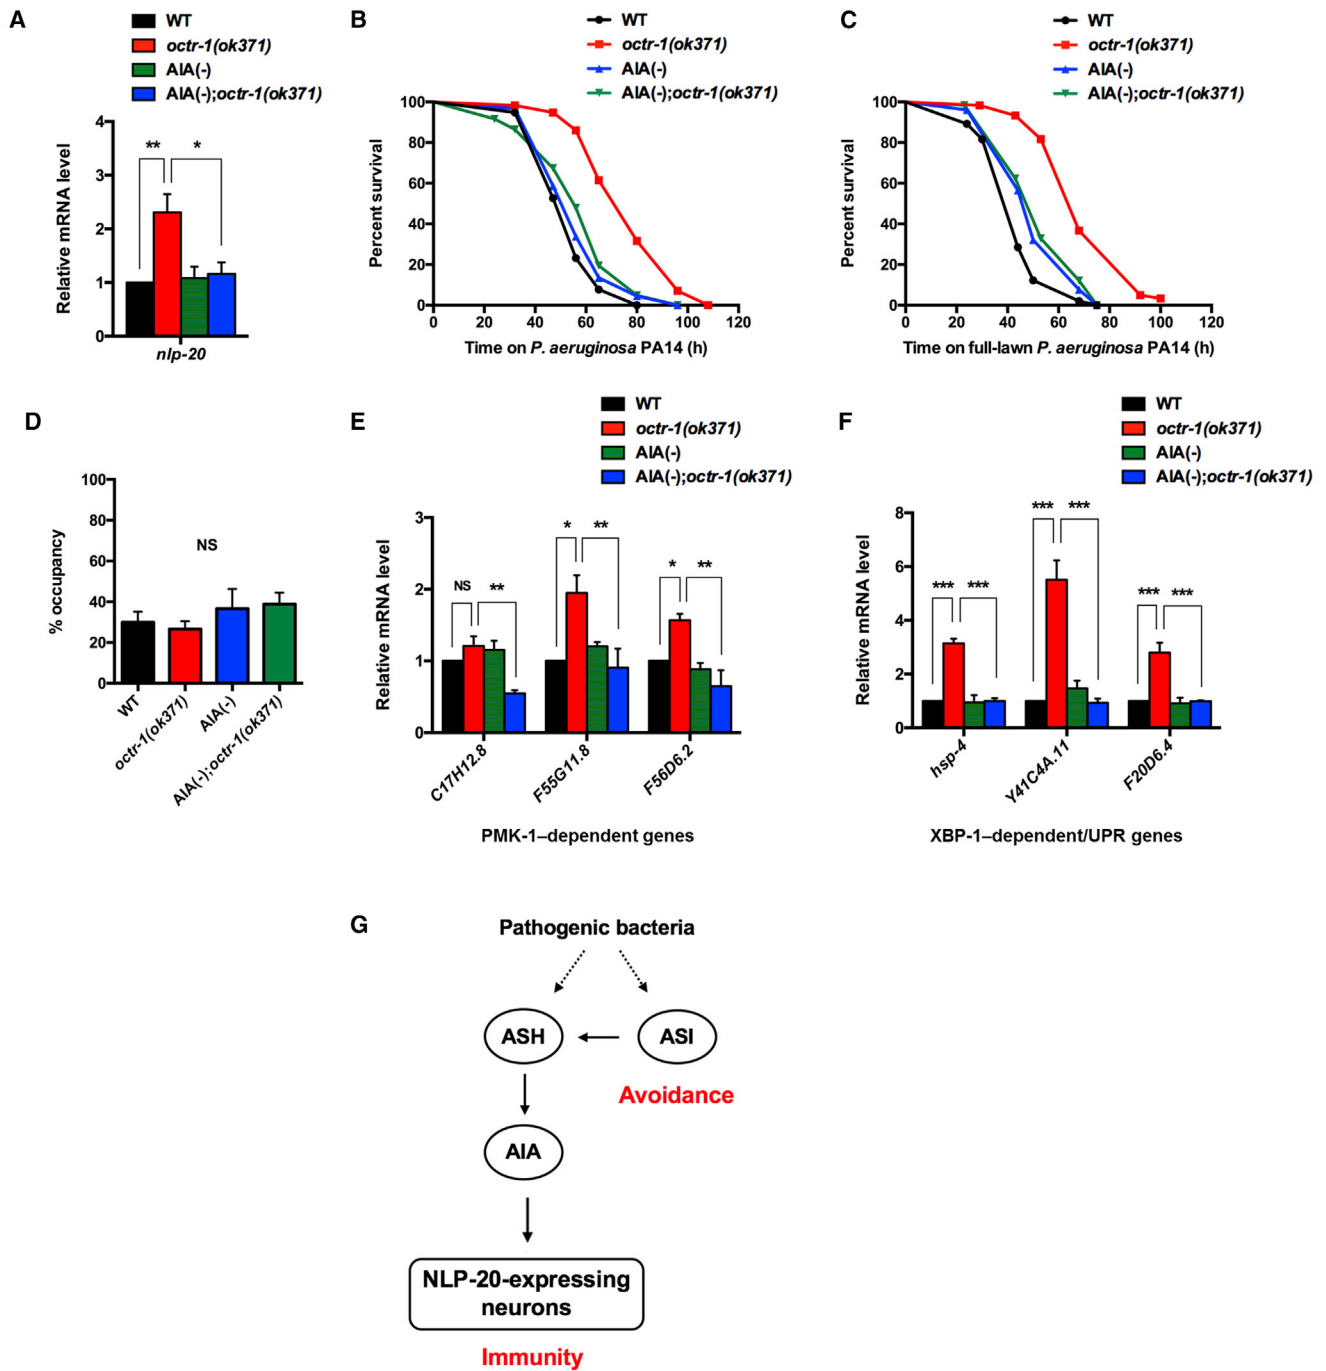 A
WT
octr-1(ok371)
AIA(-)
AIA(-);octr-1(ok371)
Relative mRNA level
4
3
2
1
0
**
*
nlp-20
B
WT
octr-1(ok371)
AIA(-)
AIA(-);octr-1(ok371)
Percent survival
100
80
60
40
20
0
0 20 40 60 80 100 120
Time on P. aeruginosa PA14 (h)
C
WT
octr-1(ok371)
AIA(-)
AIA(-);octr-1(ok371)
Percent survival
100
80
60
40
20
0
0 20 40 60 80 100 120
Time on full-lawn P. aeruginosa PA14 (h)
D
% occupancy
100
80
60
40
20
0
NS
WT
octr-1(ok371)
AIA(-)
AIA(-);octr-1(ok371)
E
WT
octr-1(ok371)
AIA(-)
AIA(-);octr-1(ok371)
Relative mRNA level
3
2
1
0
NS
**
*
**
*
**
C17H12.8
F55G11.8
F56D6.2
PMK-1–dependent genes
F
WT
octr-1(ok371)
AIA(-)
AIA(-);octr-1(ok371)
Relative mRNA level
8
6
4
2
0
***
***
***
***
***
***
hsp-4
Y41C4A.11
F20D6.4
XBP-1–dependent/UPR genes
G
Pathogenic bacteria
ASH
ASI
Avoidance
AIA
NLP-20-expressing
neurons
Immunity